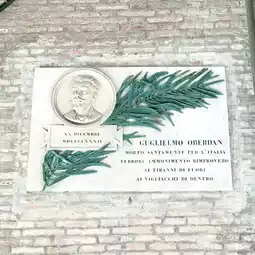 XX DICEMBRE
MDCCCLXXXII
GUGLIELMO OBERDAN
MORTO SANTAMENTE PER L'ITALIA
TERRORE AMMONIMENTO RIMPROVERO
AI TIRANNI DI FUORI
AI VIGLIACCHI DI DENTRO